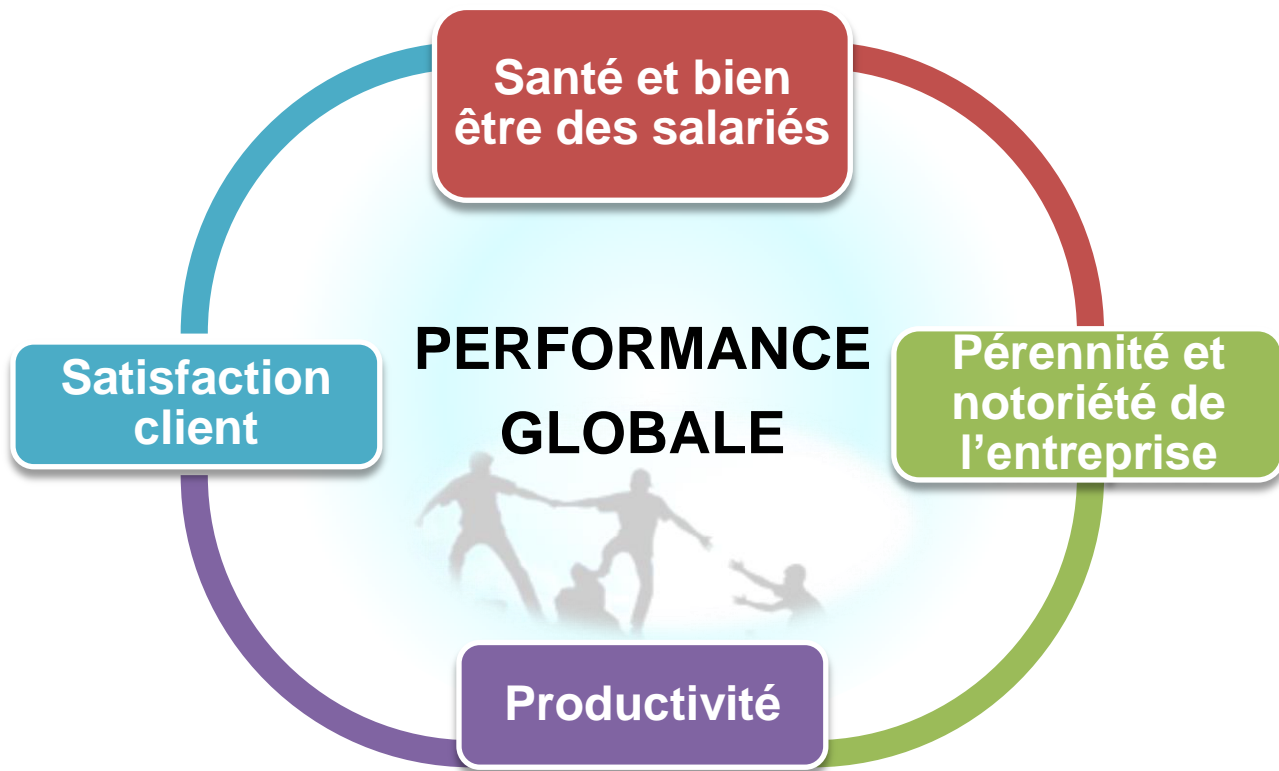 Santé et bien
être des salariés
PERFORMANCE
GLOBALE
Satisfaction
client
Pérennité et
notoriété de
l’entreprise
Productivité